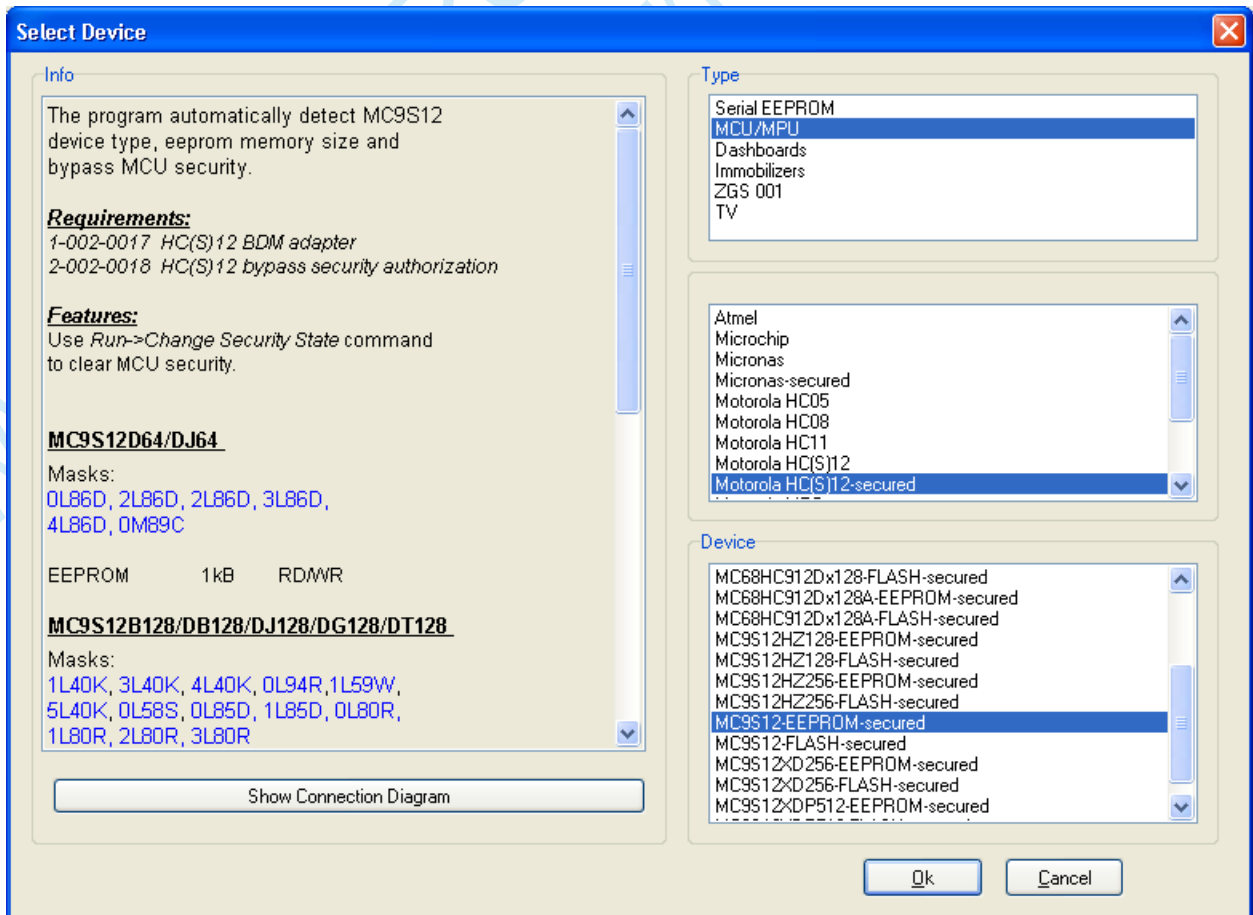 Select Device
Info
The program automatically detect MC9S12
device type, eeprom memory size and
bypass MCU security.
Requirements:
1-002-0017 HC(S)12 BDM adapter
2-002-0018 HC(S)12 bypass security authorization
Features:
Use Run->Change Security State command
to clear MCU security.
MC9S12D64/DJ64
Masks:
0L86D, 2L86D, 2L86D, 3L86D,
4L86D, 0M89C
EEPROM 1kB RD/WR
MC9S12B128/DB128/DJ128/DG128/DT128
Masks:
1L40K, 3L40K, 4L40K, 0L94R,1L59W,
5L40K, 0L58S, 0L85D, 1L85D, 0L80R,
1L80R, 2L80R, 3L80R
Show Connection Diagram
Type
Serial EEPROM
MCU/MPU
Dashboards
Immobilizers
ZGS 001
TV
Atmel
Microchip
Micronas
Micronas-secured
Motorola HC05
Motorola HC08
Motorola HC11
Motorola HC(S)12
Motorola HC(S)12-secured
Device
MC68HC912Dx128-FLASH-secured
MC68HC912Dx128A-EEPROM-secured
MC68HC912Dx128A-FLASH-secured
MC9S12HZ128-EEPROM-secured
MC9S12HZ128-FLASH-secured
MC9S12HZ256-EEPROM-secured
MC9S12HZ256-FLASH-secured
MC9S12-EEPROM-secured
MC9S12-FLASH-secured
MC9S12XD256-EEPROM-secured
MC9S12XD256-FLASH-secured
MC9S12XDP512-EEPROM-secured
Ok
Cancel